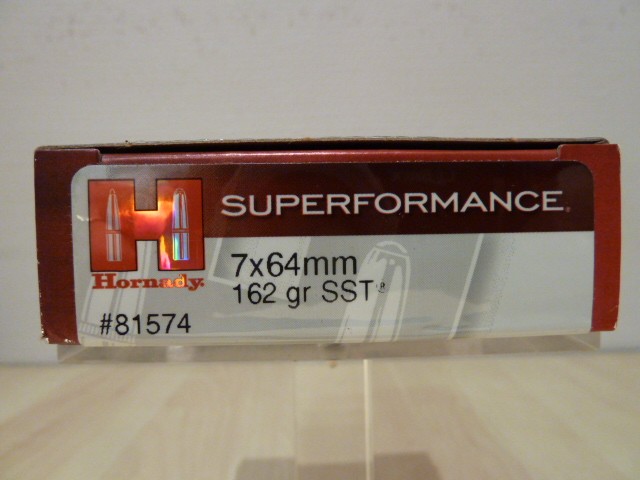 H
Hornady.
SUPERFORMANCE®
7x64mm
162 gr SST®
#81574